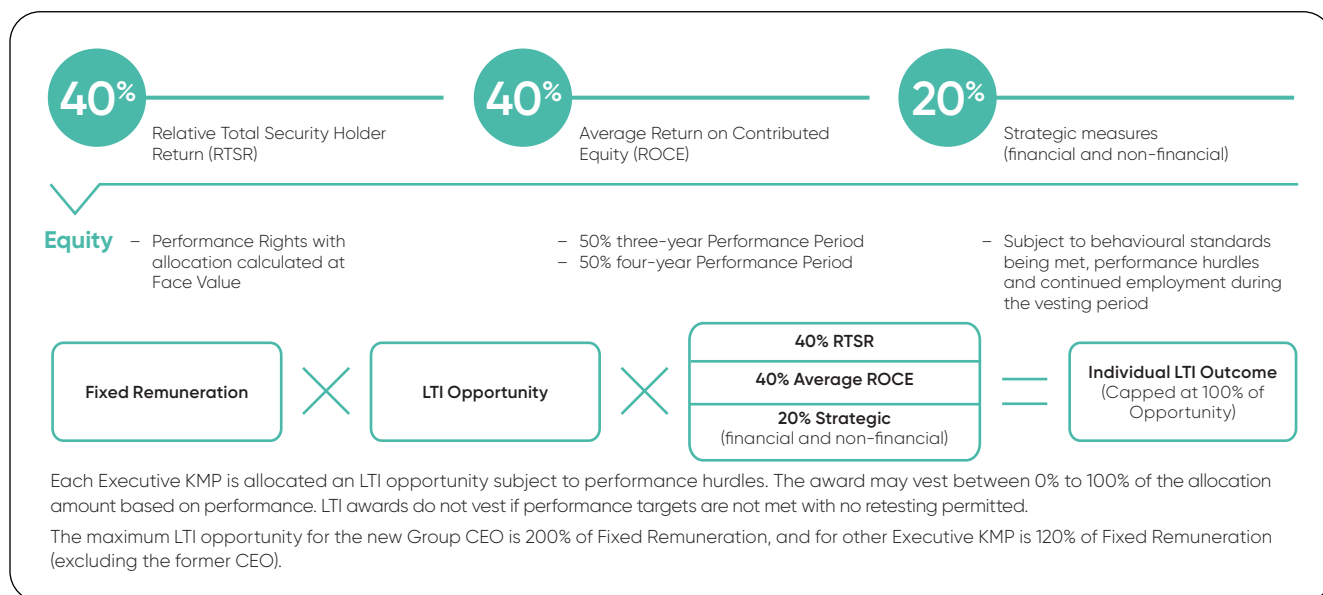 40%
Relative Total Security Holder
Return (RTSR)
40%
Average Return on Contributed
Equity (ROCE)
20%
Strategic measures
(financial and non-financial)
Equity
– Performance Rights with
allocation calculated at
Face Value
– 50% three-year Performance Period
– 50% four-year Performance Period
– Subject to behavioural standards
being met, performance hurdles
and continued employment during
the vesting period
Fixed Remuneration
LTI Opportunity
40% RTSR
40% Average ROCE
20% Strategic
(financial and non-financial)
Individual LTI Outcome
(Capped at 100% of
Opportunity)
Each Executive KMP is allocated an LTI opportunity subject to performance hurdles. The award may vest between 0% to 100% of the allocation
amount based on performance. LTI awards do not vest if performance targets are not met with no retesting permitted.
The maximum LTI opportunity for the new Group CEO is 200% of Fixed Remuneration, and for other Executive KMP is 120% of Fixed Remuneration
(excluding the former CEO).